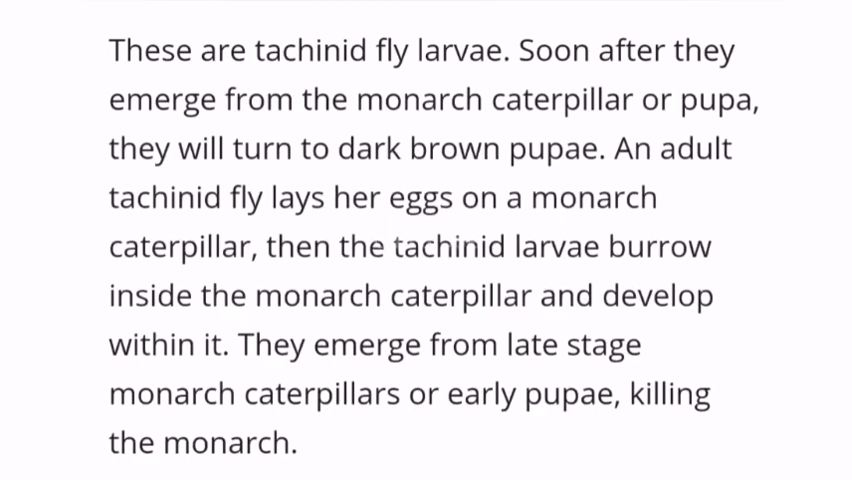 These are tachinid fly larvae. Soon after they
emerge from the monarch caterpillar or pupa,
they will turn to dark brown pupae. An adult
tachinid fly lays her eggs on a monarch
caterpillar, then the tachinid larvae burrow
inside the monarch caterpillar and develop
within it. They emerge from late stage
monarch caterpillars or early pupae, killing
the monarch.